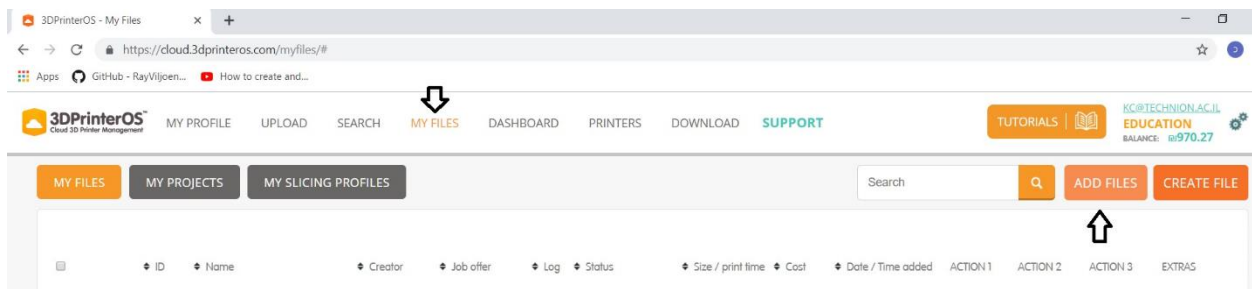 3DPrinterOS - My Files
https://cloud.3dprinteros.com/myfiles/#
Apps GitHub - RayViljoen... How to create and...
3DPrinterOS™ MY PROFILE UPLOAD SEARCH MY FILES DASHBOARD PRINTERS DOWNLOAD SUPPORT TUTORIALS | KC@TECHNION.AC.IL
Cloud 3D Printer Management EDUCATION
BALANCE: ₪970.27
MY FILES MY PROJECTS MY SLICING PROFILES Search ADD FILES CREATE FILE
ID Name Creator Job offer Log Status Size / print time Cost Date / Time added ACTION 1 ACTION 2 ACTION 3 EXTRAS